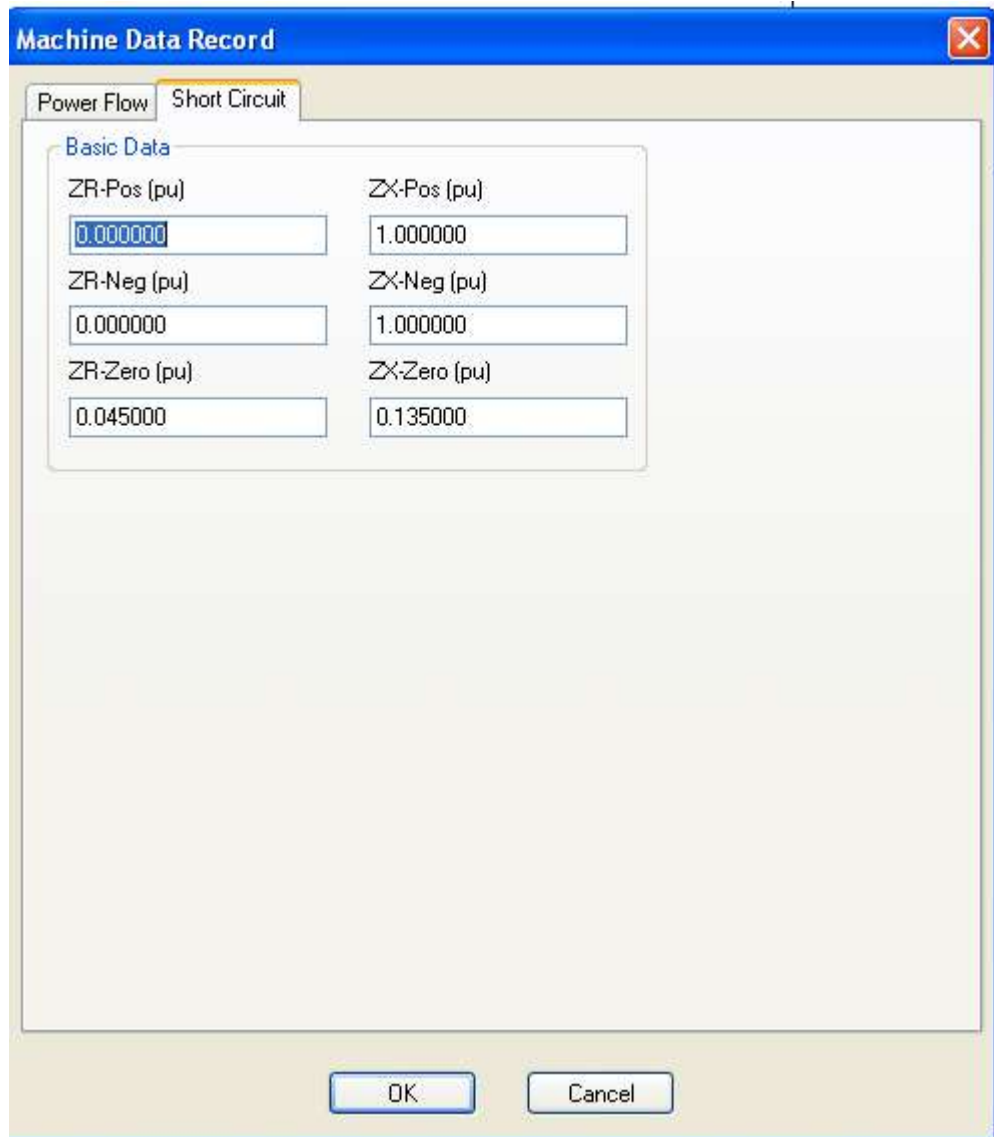 Machine Data Record
Power Flow Short Circuit
Basic Data
ZR-Pos (pu) ZX-Pos (pu)
0.000000 1.000000
ZR-Neg (pu) ZX-Neg (pu)
0.000000 1.000000
ZR-Zero (pu) ZX-Zero (pu)
0.045000 0.135000
OK Cancel